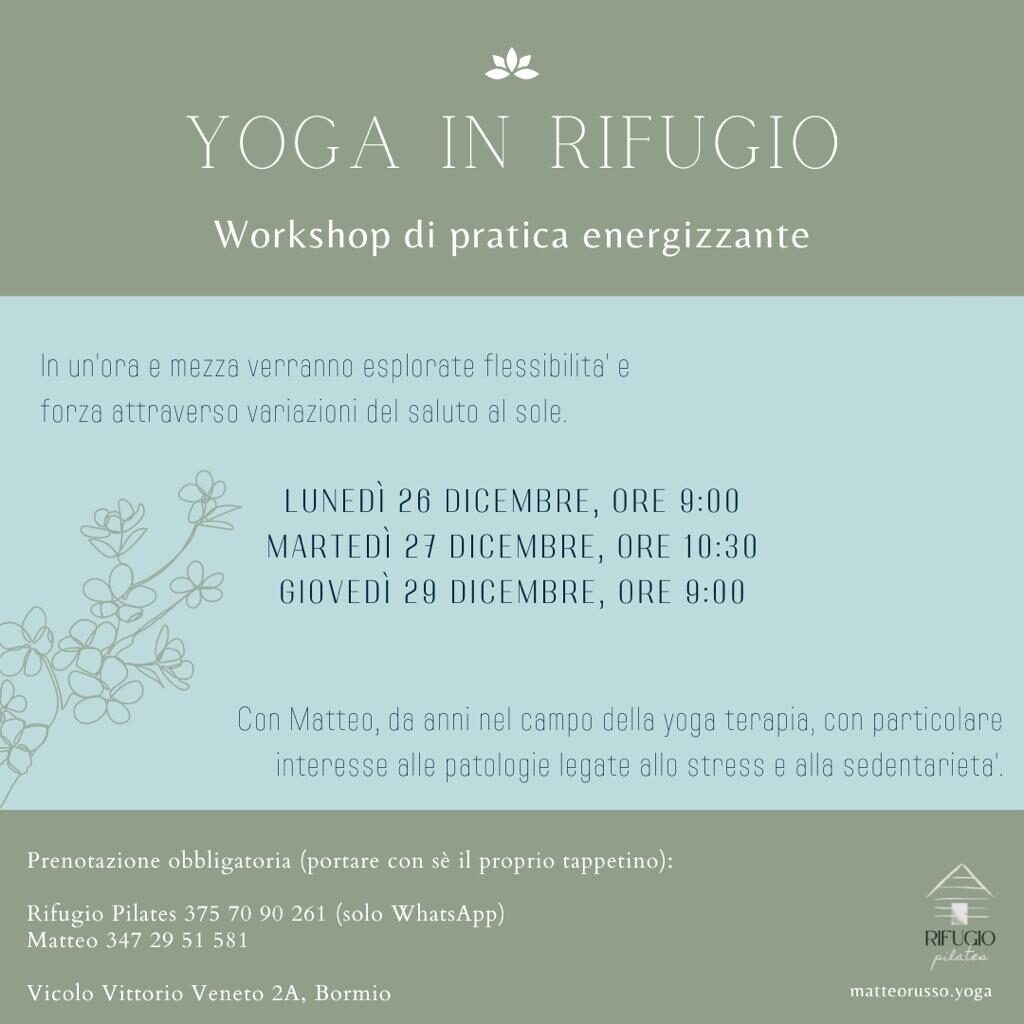 YOGA IN RIFUGIO
Workshop di pratica energizzante
In un'ora e mezza verranno esplorate flessibilita' e
forza attraverso variazioni del saluto al sole.
LUNEDÌ 26 DICEMBRE, ORE 9:00
MARTEDÌ 27 DICEMBRE, ORE 10:30
GIOVEDÌ 29 DICEMBRE, ORE 9:00
Con Matteo, da anni nel campo della yoga terapia, con particolare
interesse alle patologie legate allo stress e alla sedentarieta'.
Prenotazione obbligatoria (portare con sè il proprio tappetino):
Rifugio Pilates 375 70 90 261 (solo WhatsApp)
Matteo 347 29 51 581
Vicolo Vittorio Veneto 2A, Bormio
RIFUGIO
pilates
matteorusso.yoga